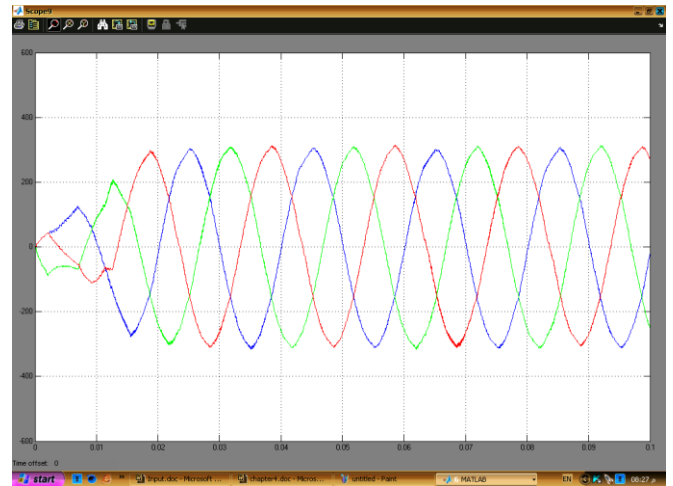 Scope9
600
400
200
0
-200
-400
-600
0 0.01 0.02 0.03 0.04 0.05 0.06 0.07 0.08 0.09 0.1
Time offset: 0
start Input.doc - Microsoft ... chapter4.doc - Micros... untitled - Paint MATLAB EN 08:27 م